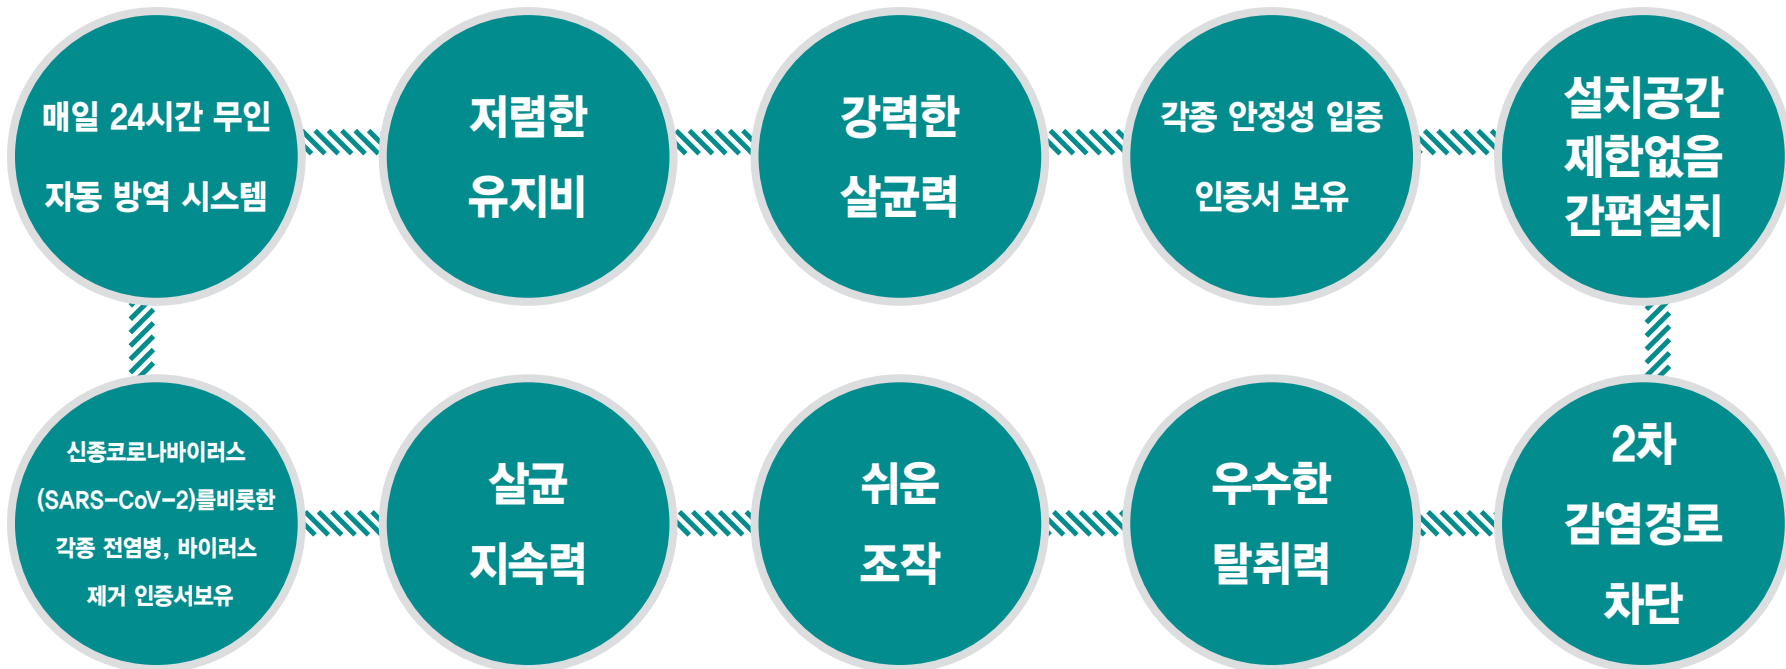 매일 24시간 무인
자동 방역 시스템
저렴한
유지비
강력한
살균력
각종 안정성 입증
인증서 보유
설치공간
제한없음
간편설치
신종코로나바이러스
(SARS-CoV-2)를비롯한
각종 전염병, 바이러스
제거 인증서보유
살균
지속력
쉬운
조작
우수한
탈취력
2차
감염경로
차단